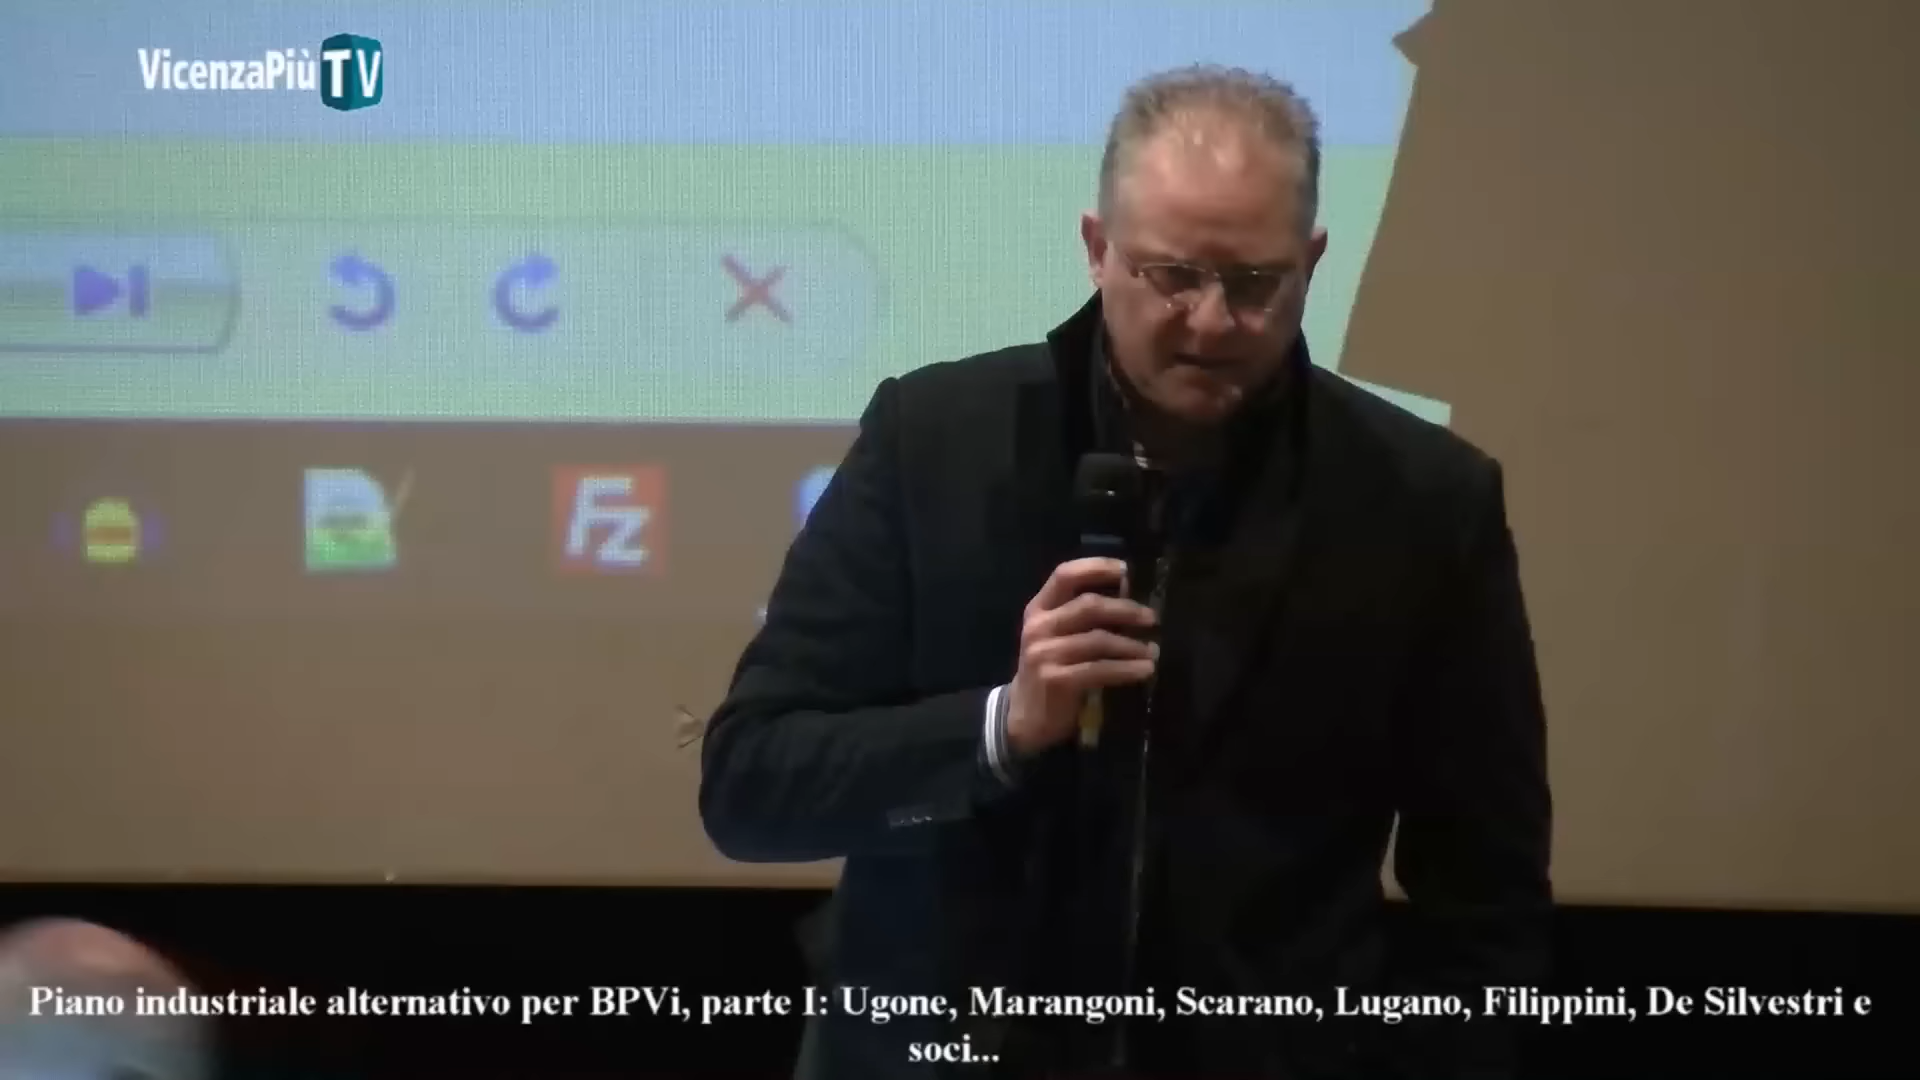 VicenzaPiùTV
FZ
Piano industriale alternativo per BPVi, parte I: Ugone, Marangoni, Scarano, Lugano, Filippini, De Silvestri e
soci...